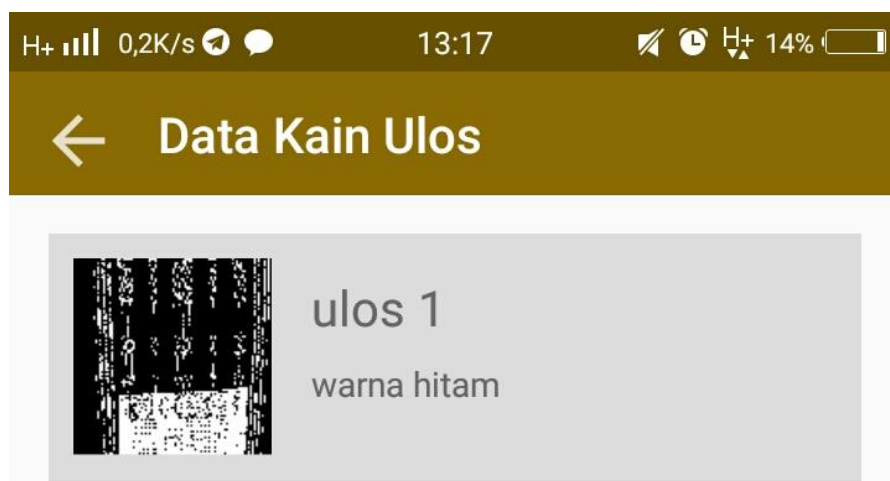 H+ 0,2K/s 13:17 H+ 14%
Data Kain Ulos
ulos 1
warna hitam